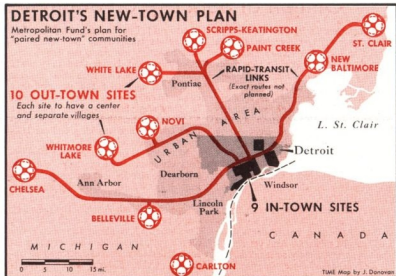 DETROIT'S NEW-TOWN PLAN
Metropolitan Fund's plan for
"paired new-town" communities
SCRIPPS-KEATINGTON
PAINT CREEK
ST. CLAIR
NEW
BALTIMORE
WHITE LAKE
Pontiac
RAPID-TRANSIT
LINKS
(Exact routes not
planned)
10 OUT-TOWN SITES
Each site to have a center
and separate villages
NOVI
URBAN AREA
L. St. Clair
WHITMORE
LAKE
Detroit
Dearborn
CHELSEA
Ann Arbor
Lincoln
Park
Windsor
9 IN-TOWN SITES
BELLEVILLE
MICHIGAN
CANADA
0 5 10 15 mi.
CARLTON
TIME Map by J. Donovan